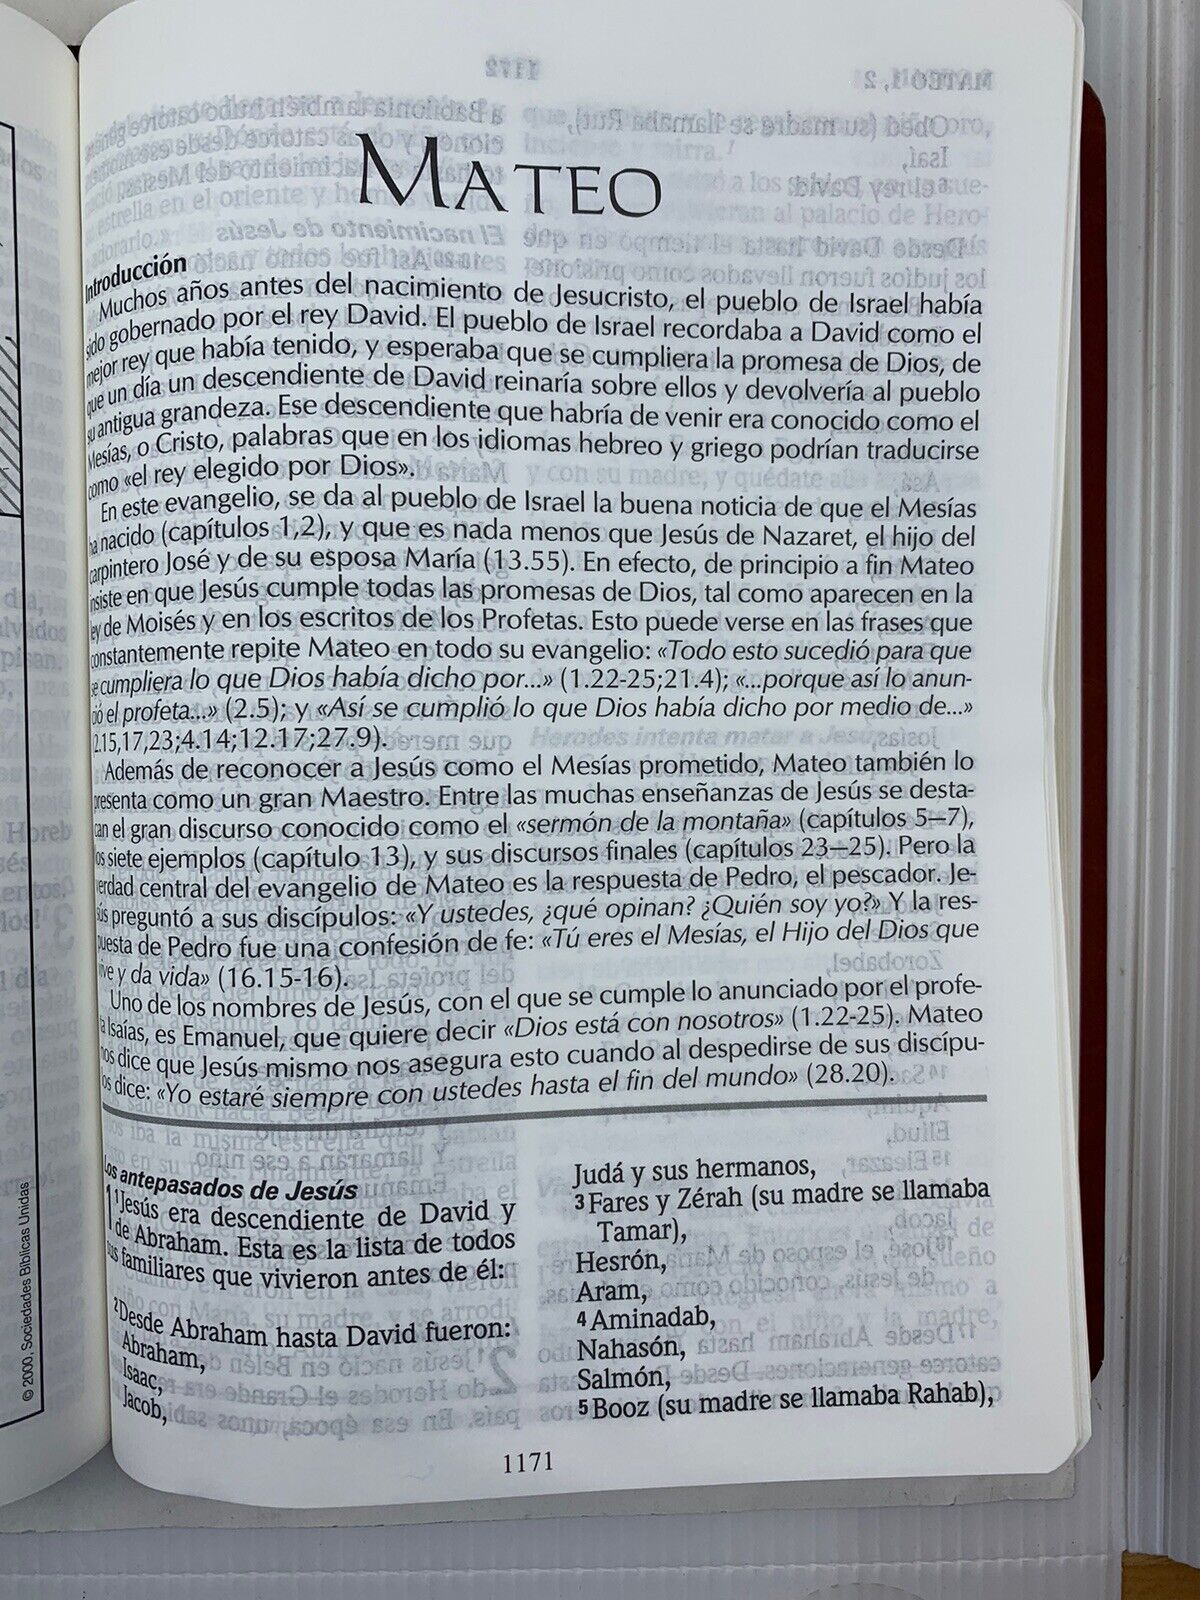 MATEO
Introducción
Muchos años antes del nacimiento de Jesucristo, el pueblo de Israel había
sido gobernado por el rey David. El pueblo de Israel recordaba a David como el
mejor rey que había tenido, y esperaba que se cumpliera la promesa de Dios, de
que un día un descendiente de David reinaría sobre ellos y devolvería al pueblo
su antigua grandeza. Ese descendiente que habría de venir era conocido como el
Mesías, o Cristo, palabras que en los idiomas hebreo y griego podrían traducirse
como «el rey elegido por Dios».
En este evangelio, se da al pueblo de Israel la buena noticia de que el Mesías
ha nacido (capítulos 1,2), y que es nada menos que Jesús de Nazaret, el hijo del
carpintero José y de su esposa María (13.55). En efecto, de principio a fin Mateo
insiste en que Jesús cumple todas las promesas de Dios, tal como aparecen en la
ley de Moisés y en los escritos de los Profetas. Esto puede verse en las frases que
constantemente repite Mateo en todo su evangelio: «Todo esto sucedió para que
se cumpliera lo que Dios había dicho por...» (1.22-25;21.4); «...porque así lo anun-
ció el profeta...» (2.5); y «Así se cumplió lo que Dios había dicho por medio de...»
2.15,17,23;4.14;12.17;27.9).
Además de reconocer a Jesús como el Mesías prometido, Mateo también lo
presenta como un gran Maestro. Entre las muchas enseñanzas de Jesús se desta-
can el gran discurso conocido como el «sermón de la montaña» (capítulos 5—7),
los siete ejemplos (capítulo 13), y sus discursos finales (capítulos 23—25). Pero la
verdad central del evangelio de Mateo es la respuesta de Pedro, el pescador. Je-
sús preguntó a sus discípulos: «Y ustedes, ¿qué opinan? ¿Quién soy yo?» Y la res-
puesta de Pedro fue una confesión de fe: «Tú eres el Mesías, el Hijo del Dios que
vive y da vida» (16.15-16).
Uno de los nombres de Jesús, con el que se cumple lo anunciado por el profe-
ta Isaías, es Emanuel, que quiere decir «Dios está con nosotros» (1.22-25). Mateo
nos dice que Jesús mismo nos asegura esto cuando al despedirse de sus discípu-
los dice: «Yo estaré siempre con ustedes hasta el fin del mundo» (28.20).
Los antepasados de Jesús
1 1 Jesús era descendiente de David y
de Abraham. Esta es la lista de todos
sus familiares que vivieron antes de él:
2 Desde Abraham hasta David fueron:
Abraham,
Isaac,
Jacob,
Judá y sus hermanos,
3 Fares y Zérah (su madre se llamaba
Tamar),
Hesrón,
Aram,
4 Aminadab,
Nahasón,
Salmón,
5 Booz (su madre se llamaba Rahab),
1171
© 2000, Sociedades Bíblicas Unidas